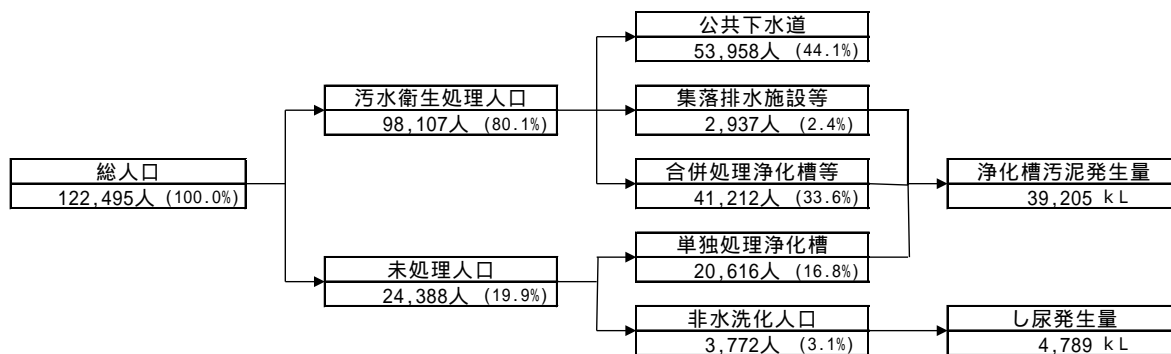 公共下水道
53,958人 (44.1%)
汚水衛生処理人口
98,107人 (80.1%)
集落排水施設等
2,937人 (2.4%)
総人口
122,495人 (100.0%)
合併処理浄化槽等
41,212人 (33.6%)
浄化槽汚泥発生量
39,205 kL
未処理人口
24,388人 (19.9%)
単独処理浄化槽
20,616人 (16.8%)
非水洗化人口
3,772人 (3.1%)
し尿発生量
4,789 kL